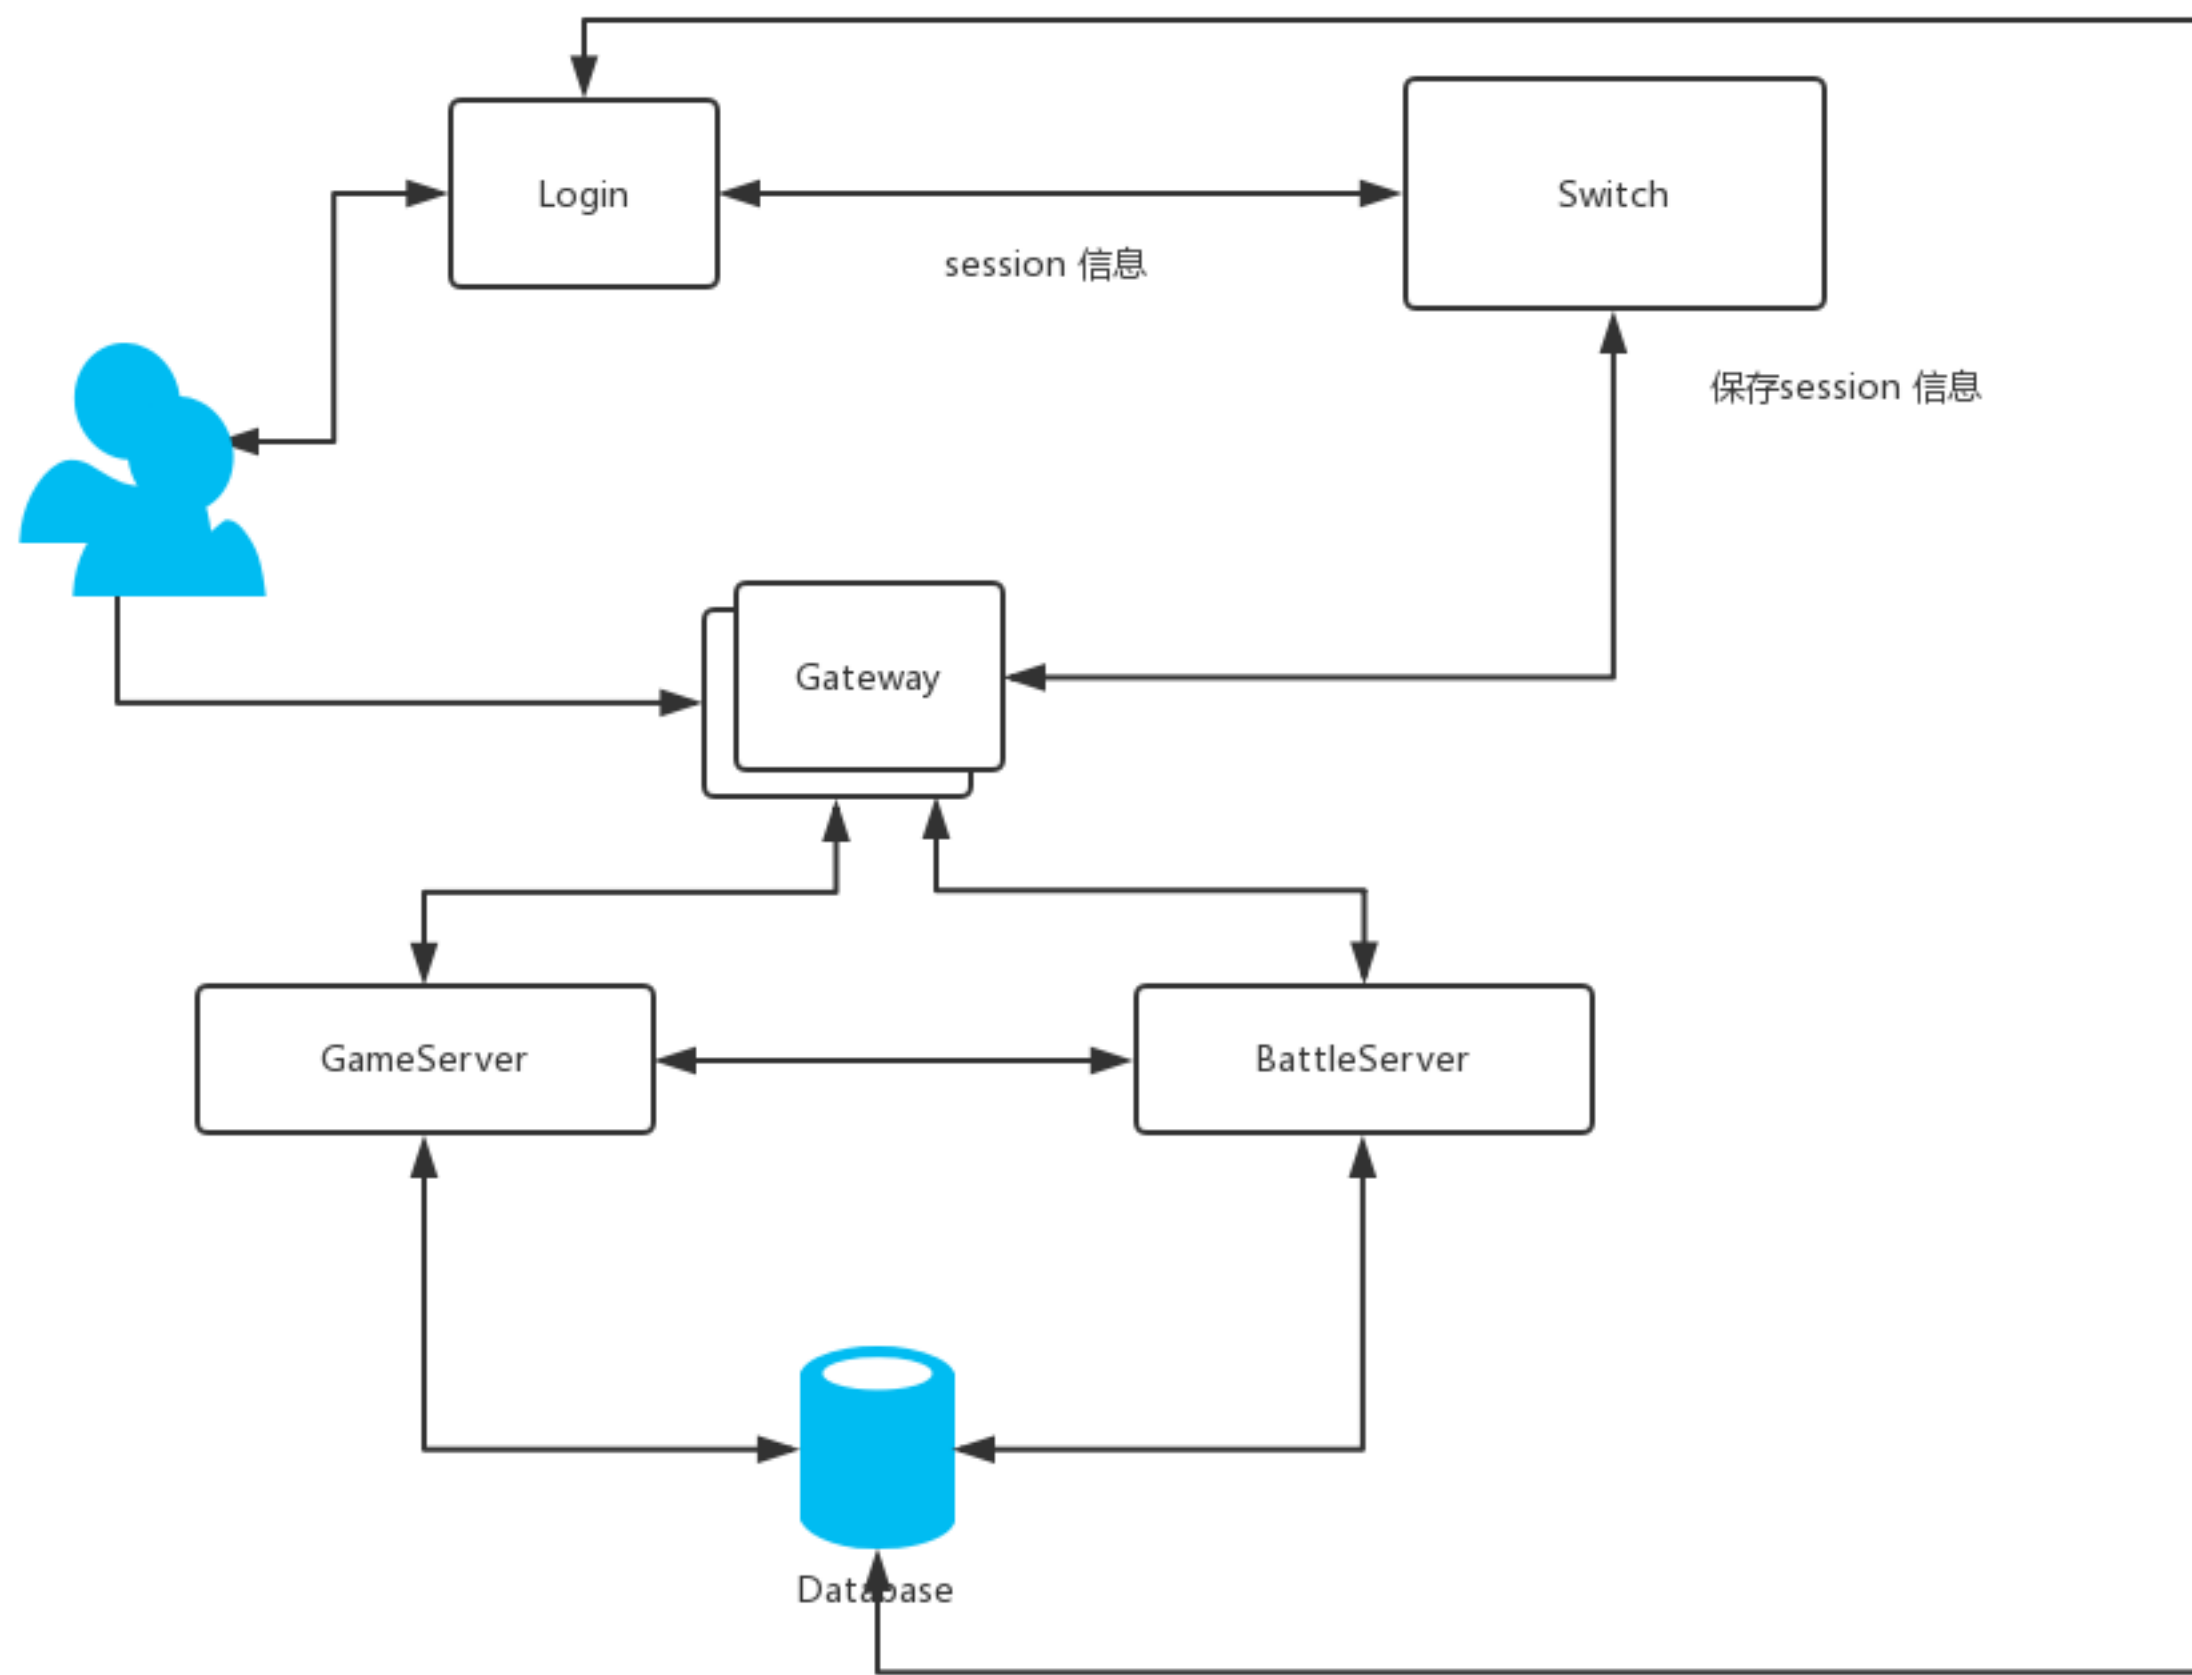 Login
Switch
session 信息
保存session 信息
Gateway
GameServer
BattleServer
Database